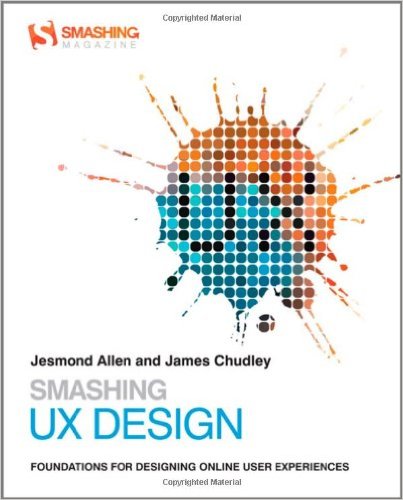 Copyrighted Material
SMASHING
MAGAZINE
UX
Jesmond Allen and James Chudley
SMASHING
UX DESIGN
FOUNDATIONS FOR DESIGNING ONLINE USER EXPERIENCES
Copyrighted Material